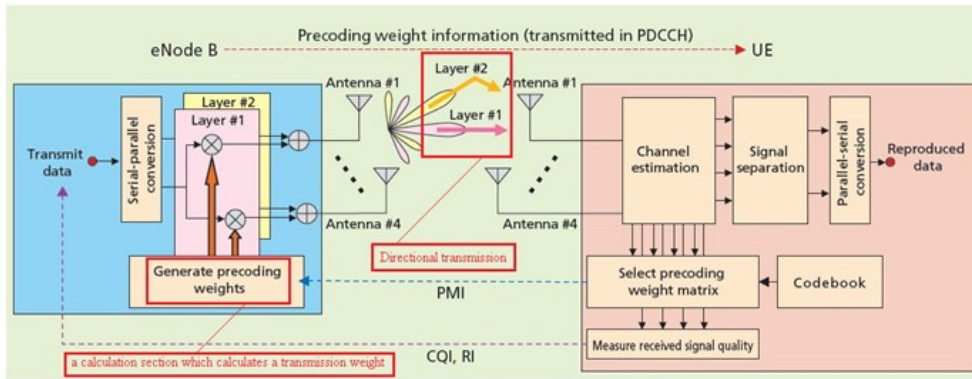 Precoding weight information (transmitted in PDCCH)
eNode B
UE
Antenna #1
Layer #2
Antenna #1
Layer #2
Layer #1
Layer #1
Transmit
data
Serial-parallel
conversion
Channel
estimation
Signal
separation
Parallel-serial
conversion
Reproduced
data
Antenna #4
Antenna #4
Directional transmission
Generate precoding
weights
PMI
Select precoding
weight matrix
Codebook
a calculation section which calculates a transmission weight
CQI, RI
Measure received signal quality